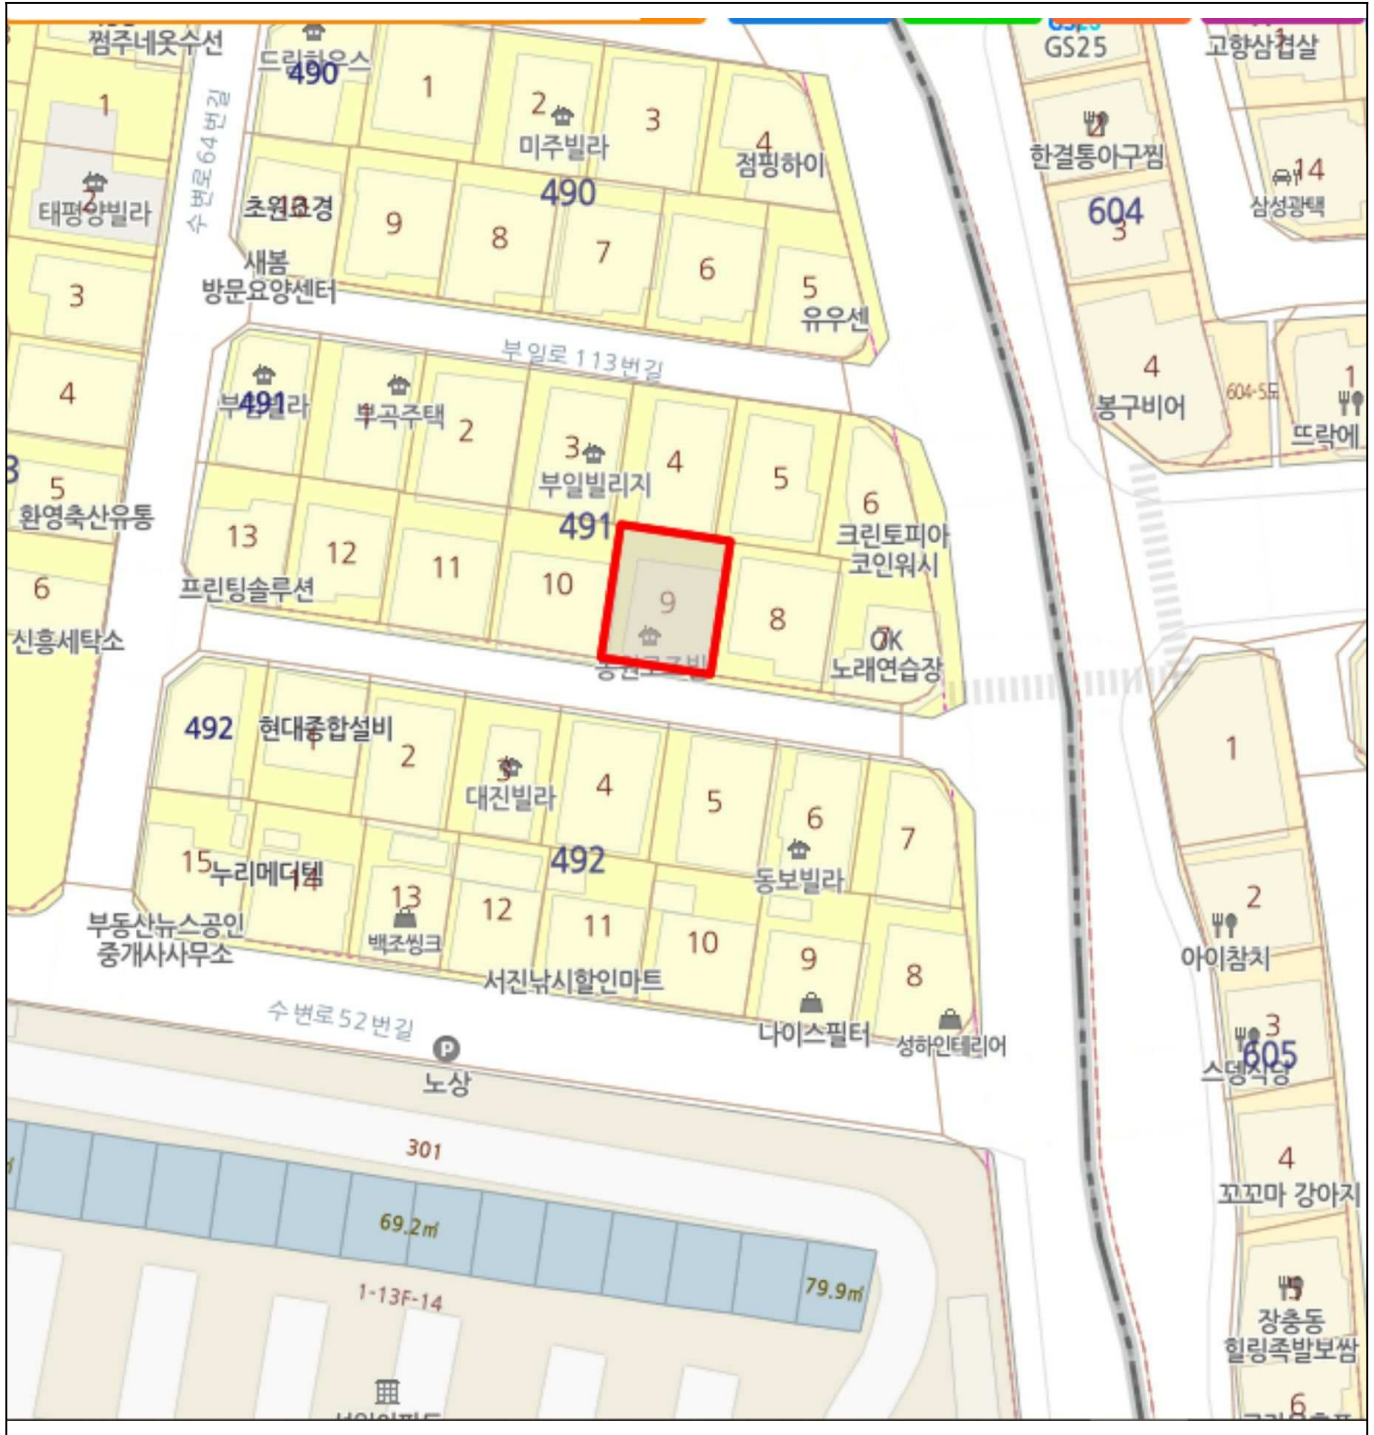 쩜주네옷수선
490
GS25
고향삼겹살
1
1
2
3
4
미주빌라
점핑하이
한결통아구찜
14
삼성광택
수변로64번길
태평양빌라
초원조경
490
604
3
9
8
7
6
5
새봄
방문요양센터
유우센
3
부일로 113번길
4
604-5도
1
봉구비어
뜨락에
4
491
부곡주택
2
3
4
5
6
부일빌리지
5
환영축산유통
491
크린토피아
코인워시
13
12
11
10
9
8
프린팅솔루션
6
신흥세탁소
OK
노래연습장
492
현대종합설비
2
4
5
6
7
1
대진빌라
동보빌라
492
15
누리메디텍
13
12
11
10
9
8
2
백조씽크
아이참치
부동산뉴스공인
중개사사무소
서진낚시할인마트
나이스필터
성하인테리어
3
605
스뎅식당
수변로52번길
P
노상
301
4
꼬꼬마 강아지
69.2㎡
79.9㎡
1-13F-14
장충동
힐링족발보쌈
6